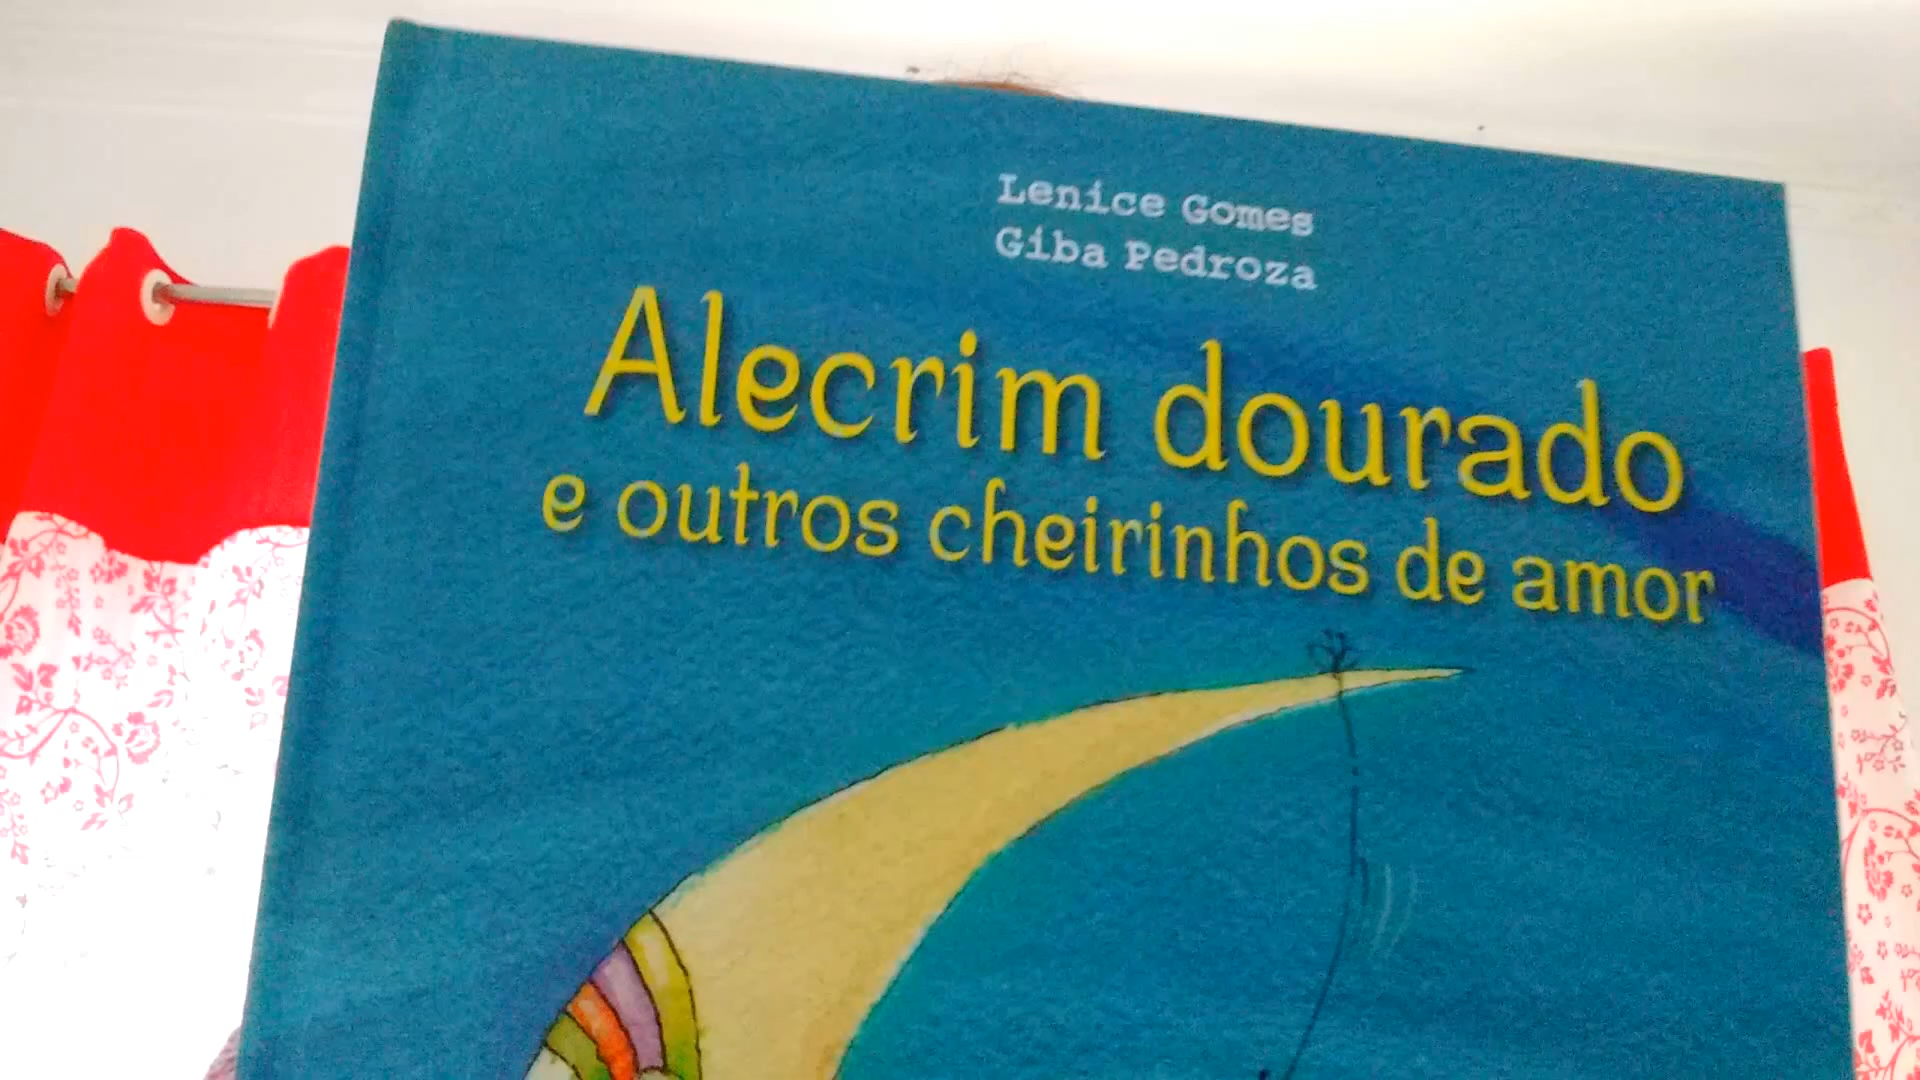 Lenice Gomes
Giba Pedroza
Alecrim dourado
e outros cheirinhos de amor